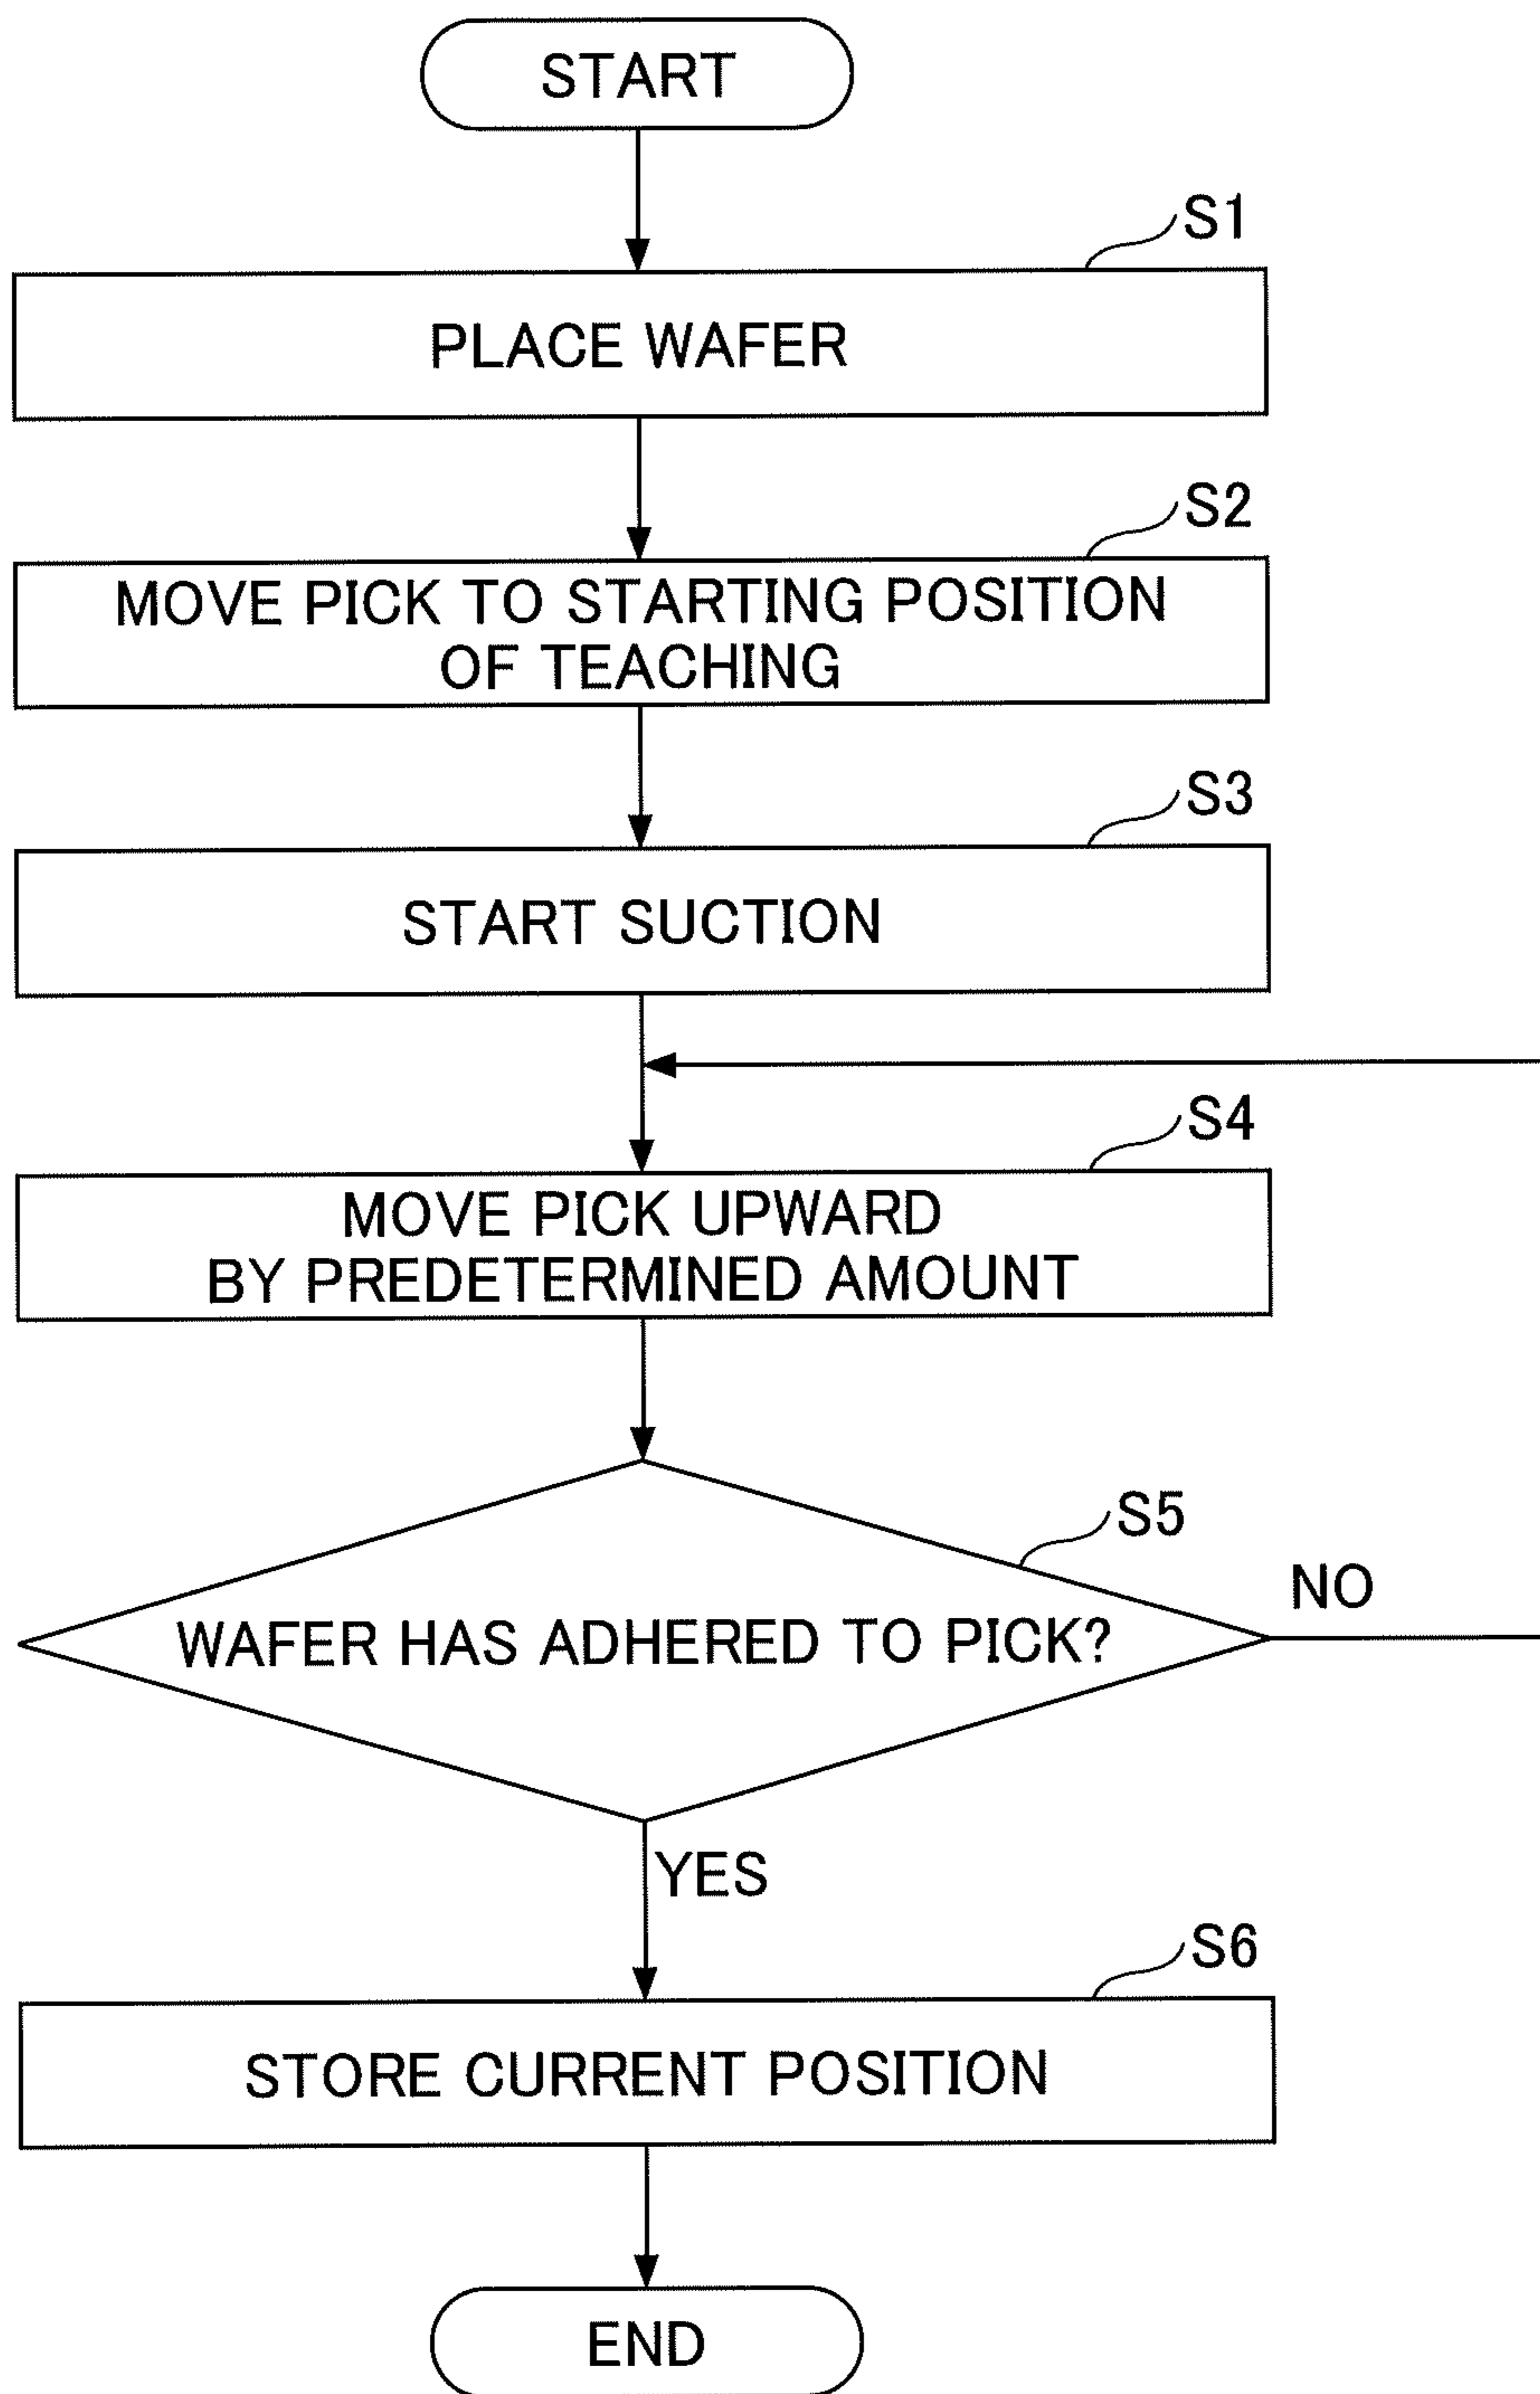 START
S1
PLACE WAFER
S2
MOVE PICK TO STARTING POSITION
OF TEACHING
S3
START SUCTION
S4
MOVE PICK UPWARD
BY PREDETERMINED AMOUNT
S5
NO
WAFER HAS ADHERED TO PICK?
YES
S6
STORE CURRENT POSITION
END